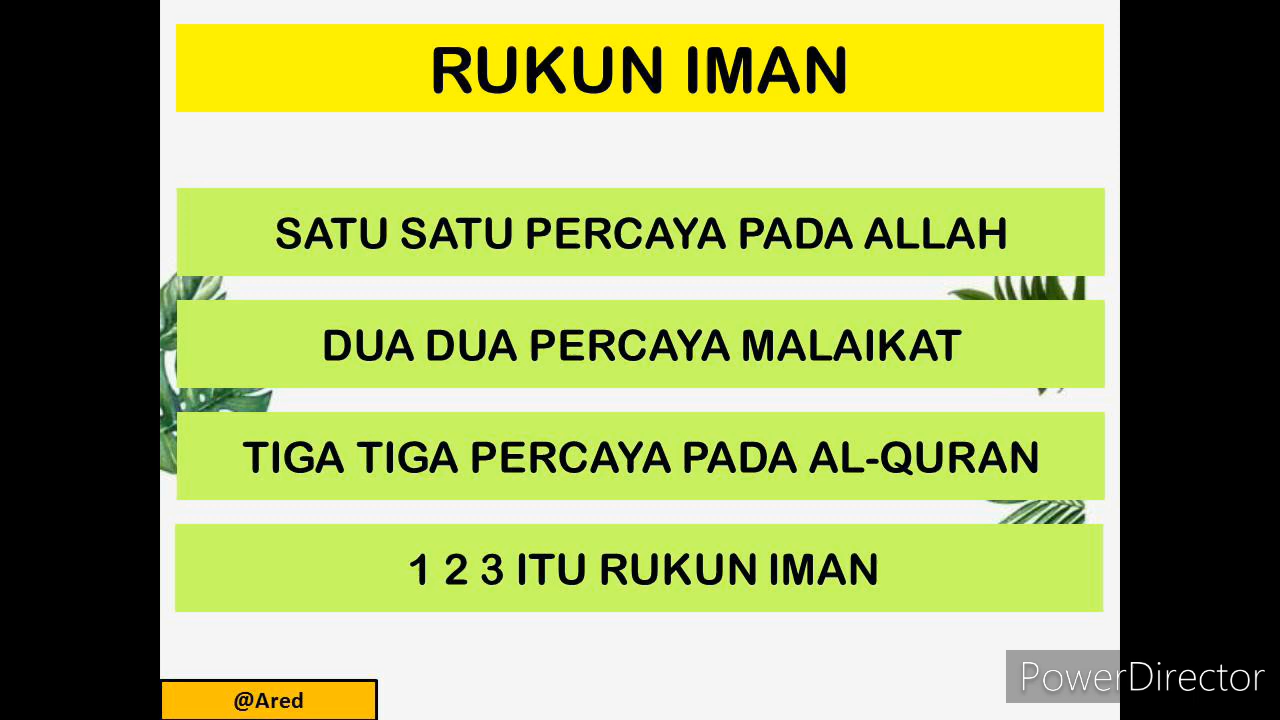 RUKUN IMAN
SATU SATU PERCAYA PADA ALLAH
DUA DUA PERCAYA MALAIKAT
TIGA TIGA PERCAYA PADA AL-QURAN
1 2 3 ITU RUKUN IMAN
@Ared
PowerDirector